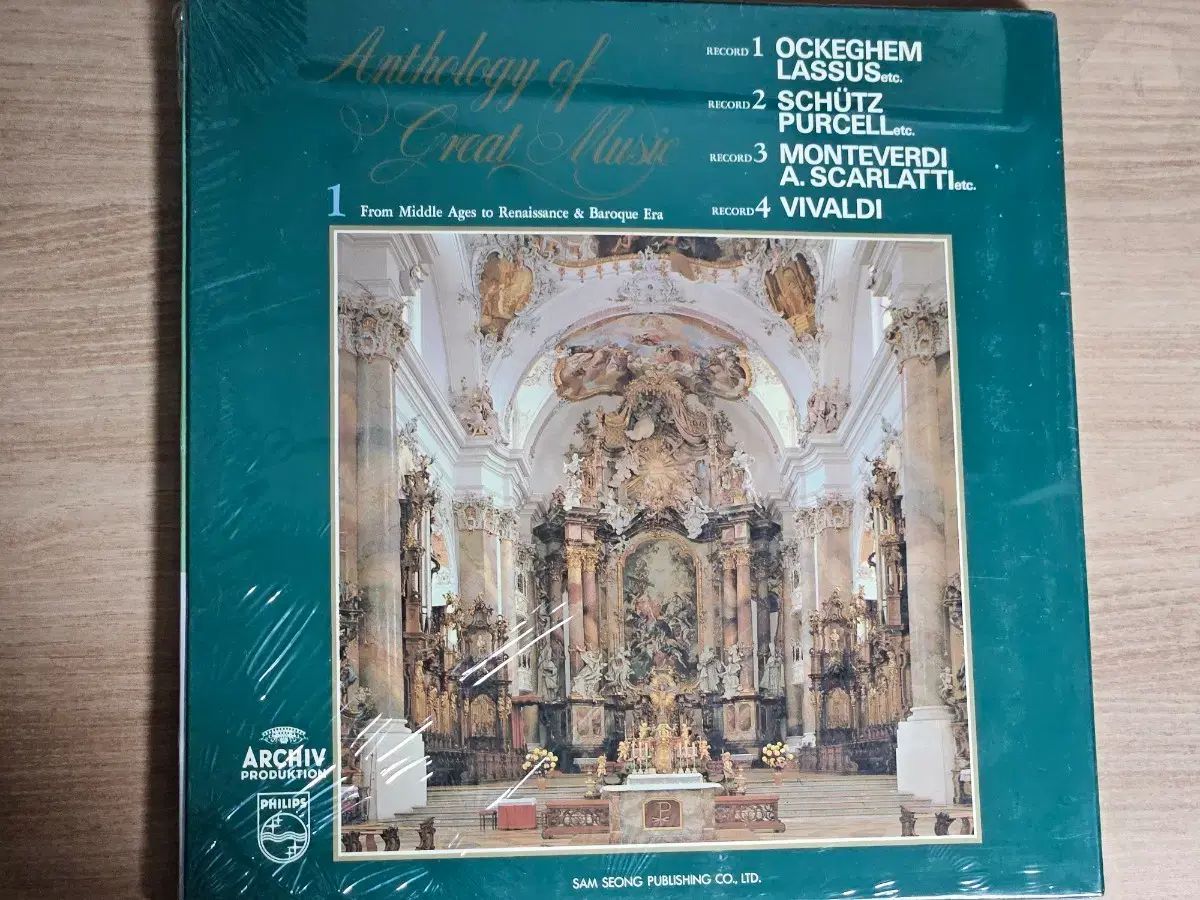 Anthology of
Great Music
1 From Middle Ages to Renaissance & Baroque Era
RECORD 1 OCKEGHEM
LASSUS etc.
RECORD 2 SCHÜTZ
PURCELL etc.
RECORD 3 MONTEVERDI
A. SCARLATTI etc.
RECORD 4 VIVALDI
ARCHIV
PRODUKTION
PHILIPS
SAM SEONG PUBLISHING CO., LTD.